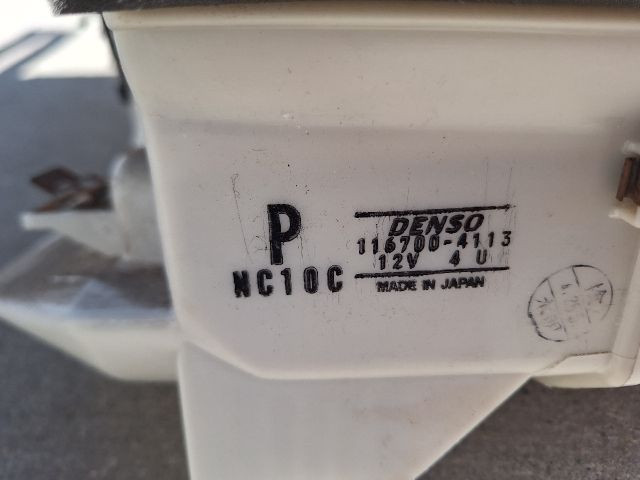 P
NC10C
DENSO
116700-4113
12V 4 U
MADE IN JAPAN